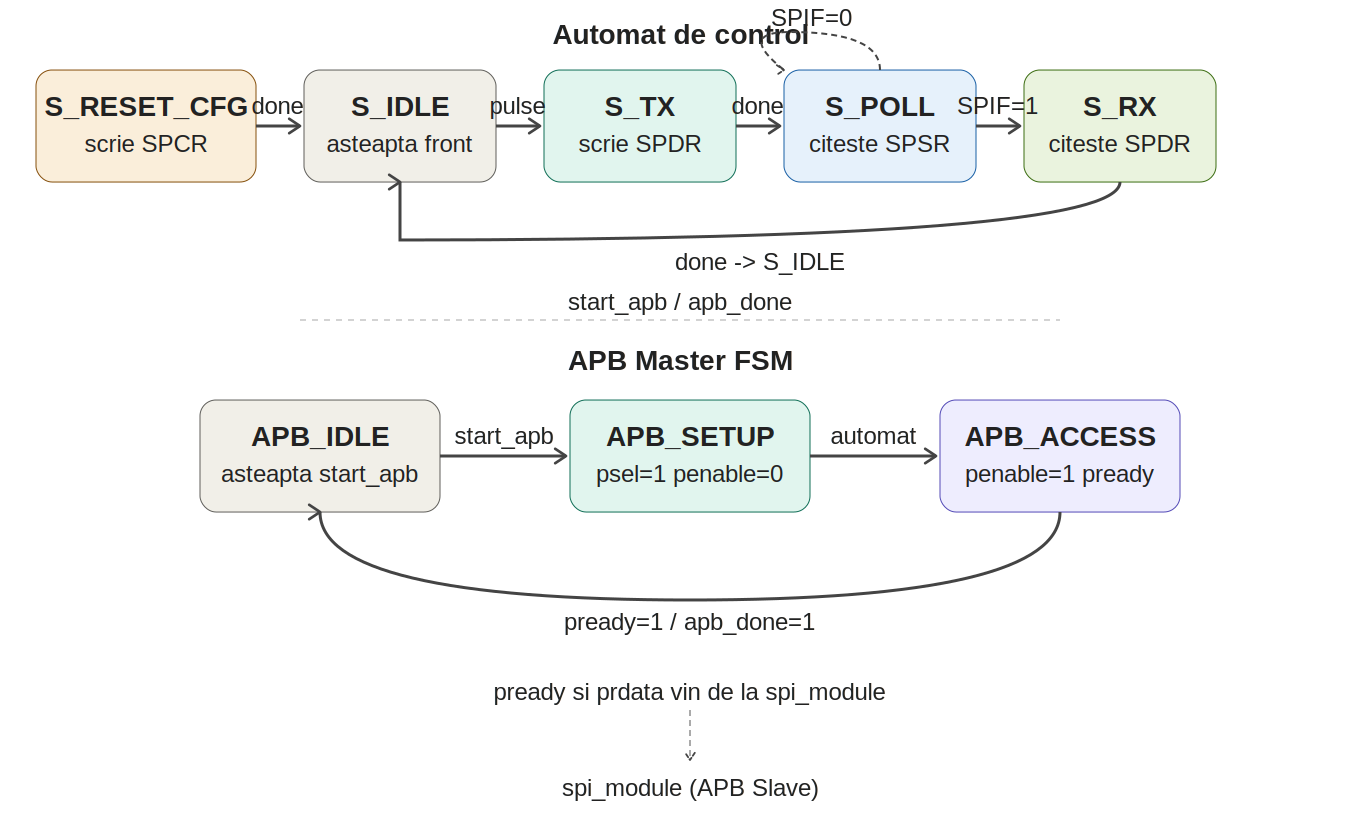 SPIF=0
Automat de control
S_RESET_CFG
scrie SPCR
done
S_IDLE
asteapta front
pulse
S_TX
scrie SPDR
done
S_POLL
citeste SPSR
SPIF=1
S_RX
citeste SPDR
done -> S_IDLE
start_apb / apb_done
APB Master FSM
APB_IDLE
asteapta start_apb
start_apb
APB_SETUP
psel=1 penable=0
automat
APB_ACCESS
penable=1 pready
pready=1 / apb_done=1
pready si prdata vin de la spi_module
spi_module (APB Slave)